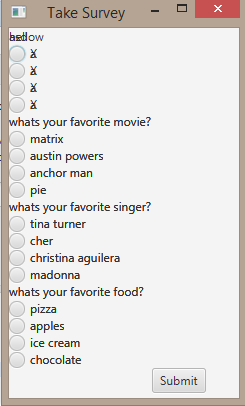 Take Survey
whats your favorite movie?
matrix
austin powers
anchor man
pie
whats your favorite singer?
tina turner
cher
christina aguilera
madonna
whats your favorite food?
pizza
apples
ice cream
chocolate
Submit